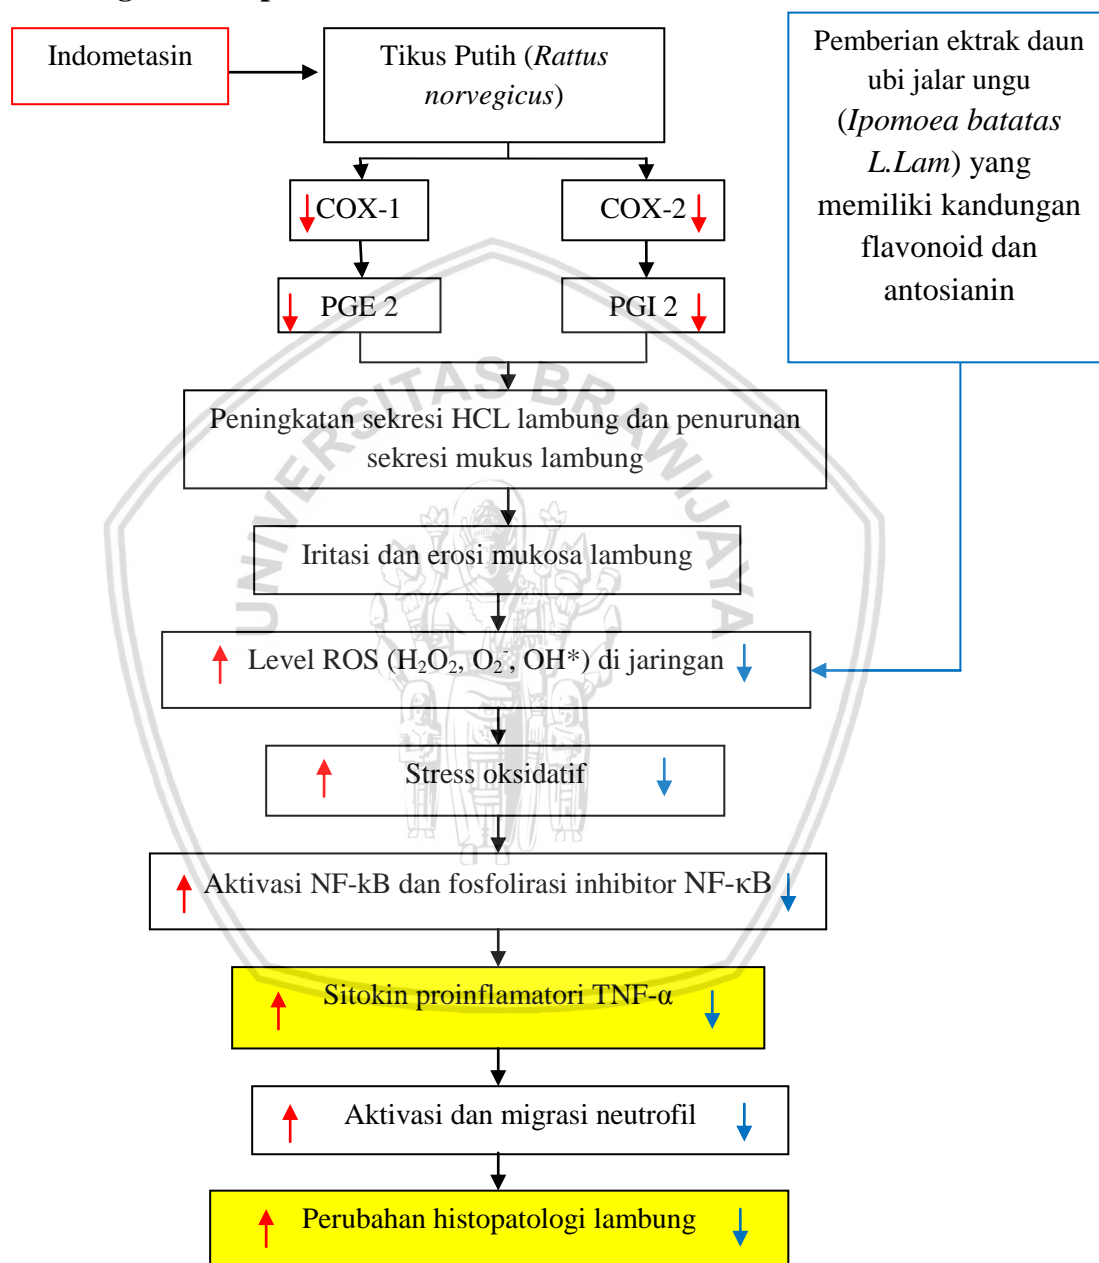 Indometasin
Tikus Putih (Rattus
norvegicus)
Pemberian ektrak daun
ubi jalar ungu
(Ipomoea batatas
L.Lam) yang
memiliki kandungan
flavonoid dan
antosianin
COX-1
COX-2
PGE 2
PGI 2
Peningkatan sekresi HCL lambung dan penurunan
sekresi mukus lambung
Iritasi dan erosi mukosa lambung
Level ROS (H₂O₂, O₂⁻, OH*) di jaringan
Stress oksidatif
Aktivasi NF-kB dan fosfolirasi inhibitor NF-κB
Sitokin proinflamatori TNF-α
Aktivasi dan migrasi neutrofil
Perubahan histopatologi lambung
UNIVERSITAS BRAWIJAYA